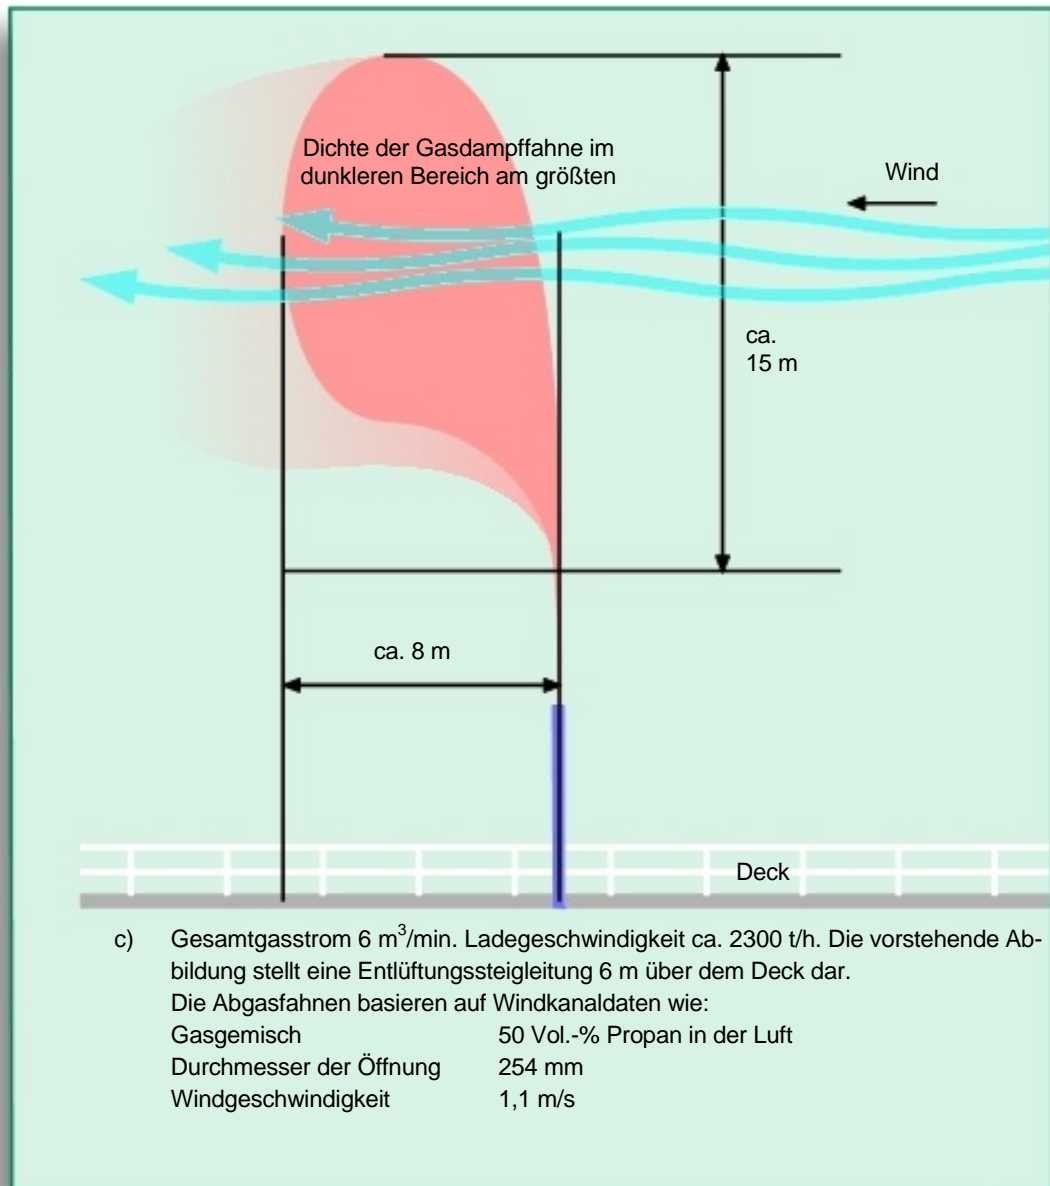 Dichte der Gasdampffahne im
dunkleren Bereich am größten
Wind
ca.
15 m
ca. 8 m
Deck
c) Gesamtgasstrom 6 m³/min. Ladegeschwindigkeit ca. 2300 t/h. Die vorstehende Ab-
bildung stellt eine Entlüftungssteigleitung 6 m über dem Deck dar.
Die Abgasfahnen basieren auf Windkanaldaten wie:
Gasgemisch 50 Vol.-% Propan in der Luft
Durchmesser der Öffnung 254 mm
Windgeschwindigkeit 1,1 m/s